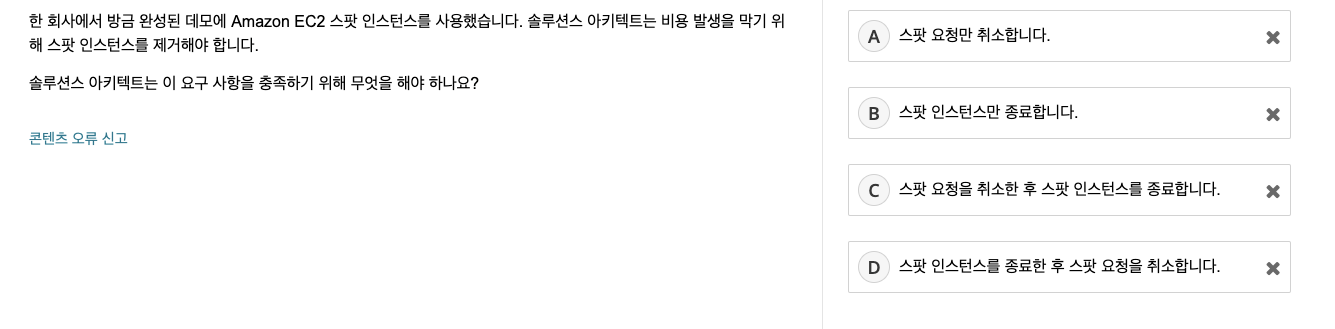 한 회사에서 방금 완성된 데모에 Amazon EC2 스팟 인스턴스를 사용했습니다. 솔루션스 아키텍트는 비용 발생을 막기 위
해 스팟 인스턴스를 제거해야 합니다.
솔루션스 아키텍트는 이 요구 사항을 충족하기 위해 무엇을 해야 하나요?
콘텐츠 오류 신고
A 스팟 요청만 취소합니다.
B 스팟 인스턴스만 종료합니다.
C 스팟 요청을 취소한 후 스팟 인스턴스를 종료합니다.
D 스팟 인스턴스를 종료한 후 스팟 요청을 취소합니다.